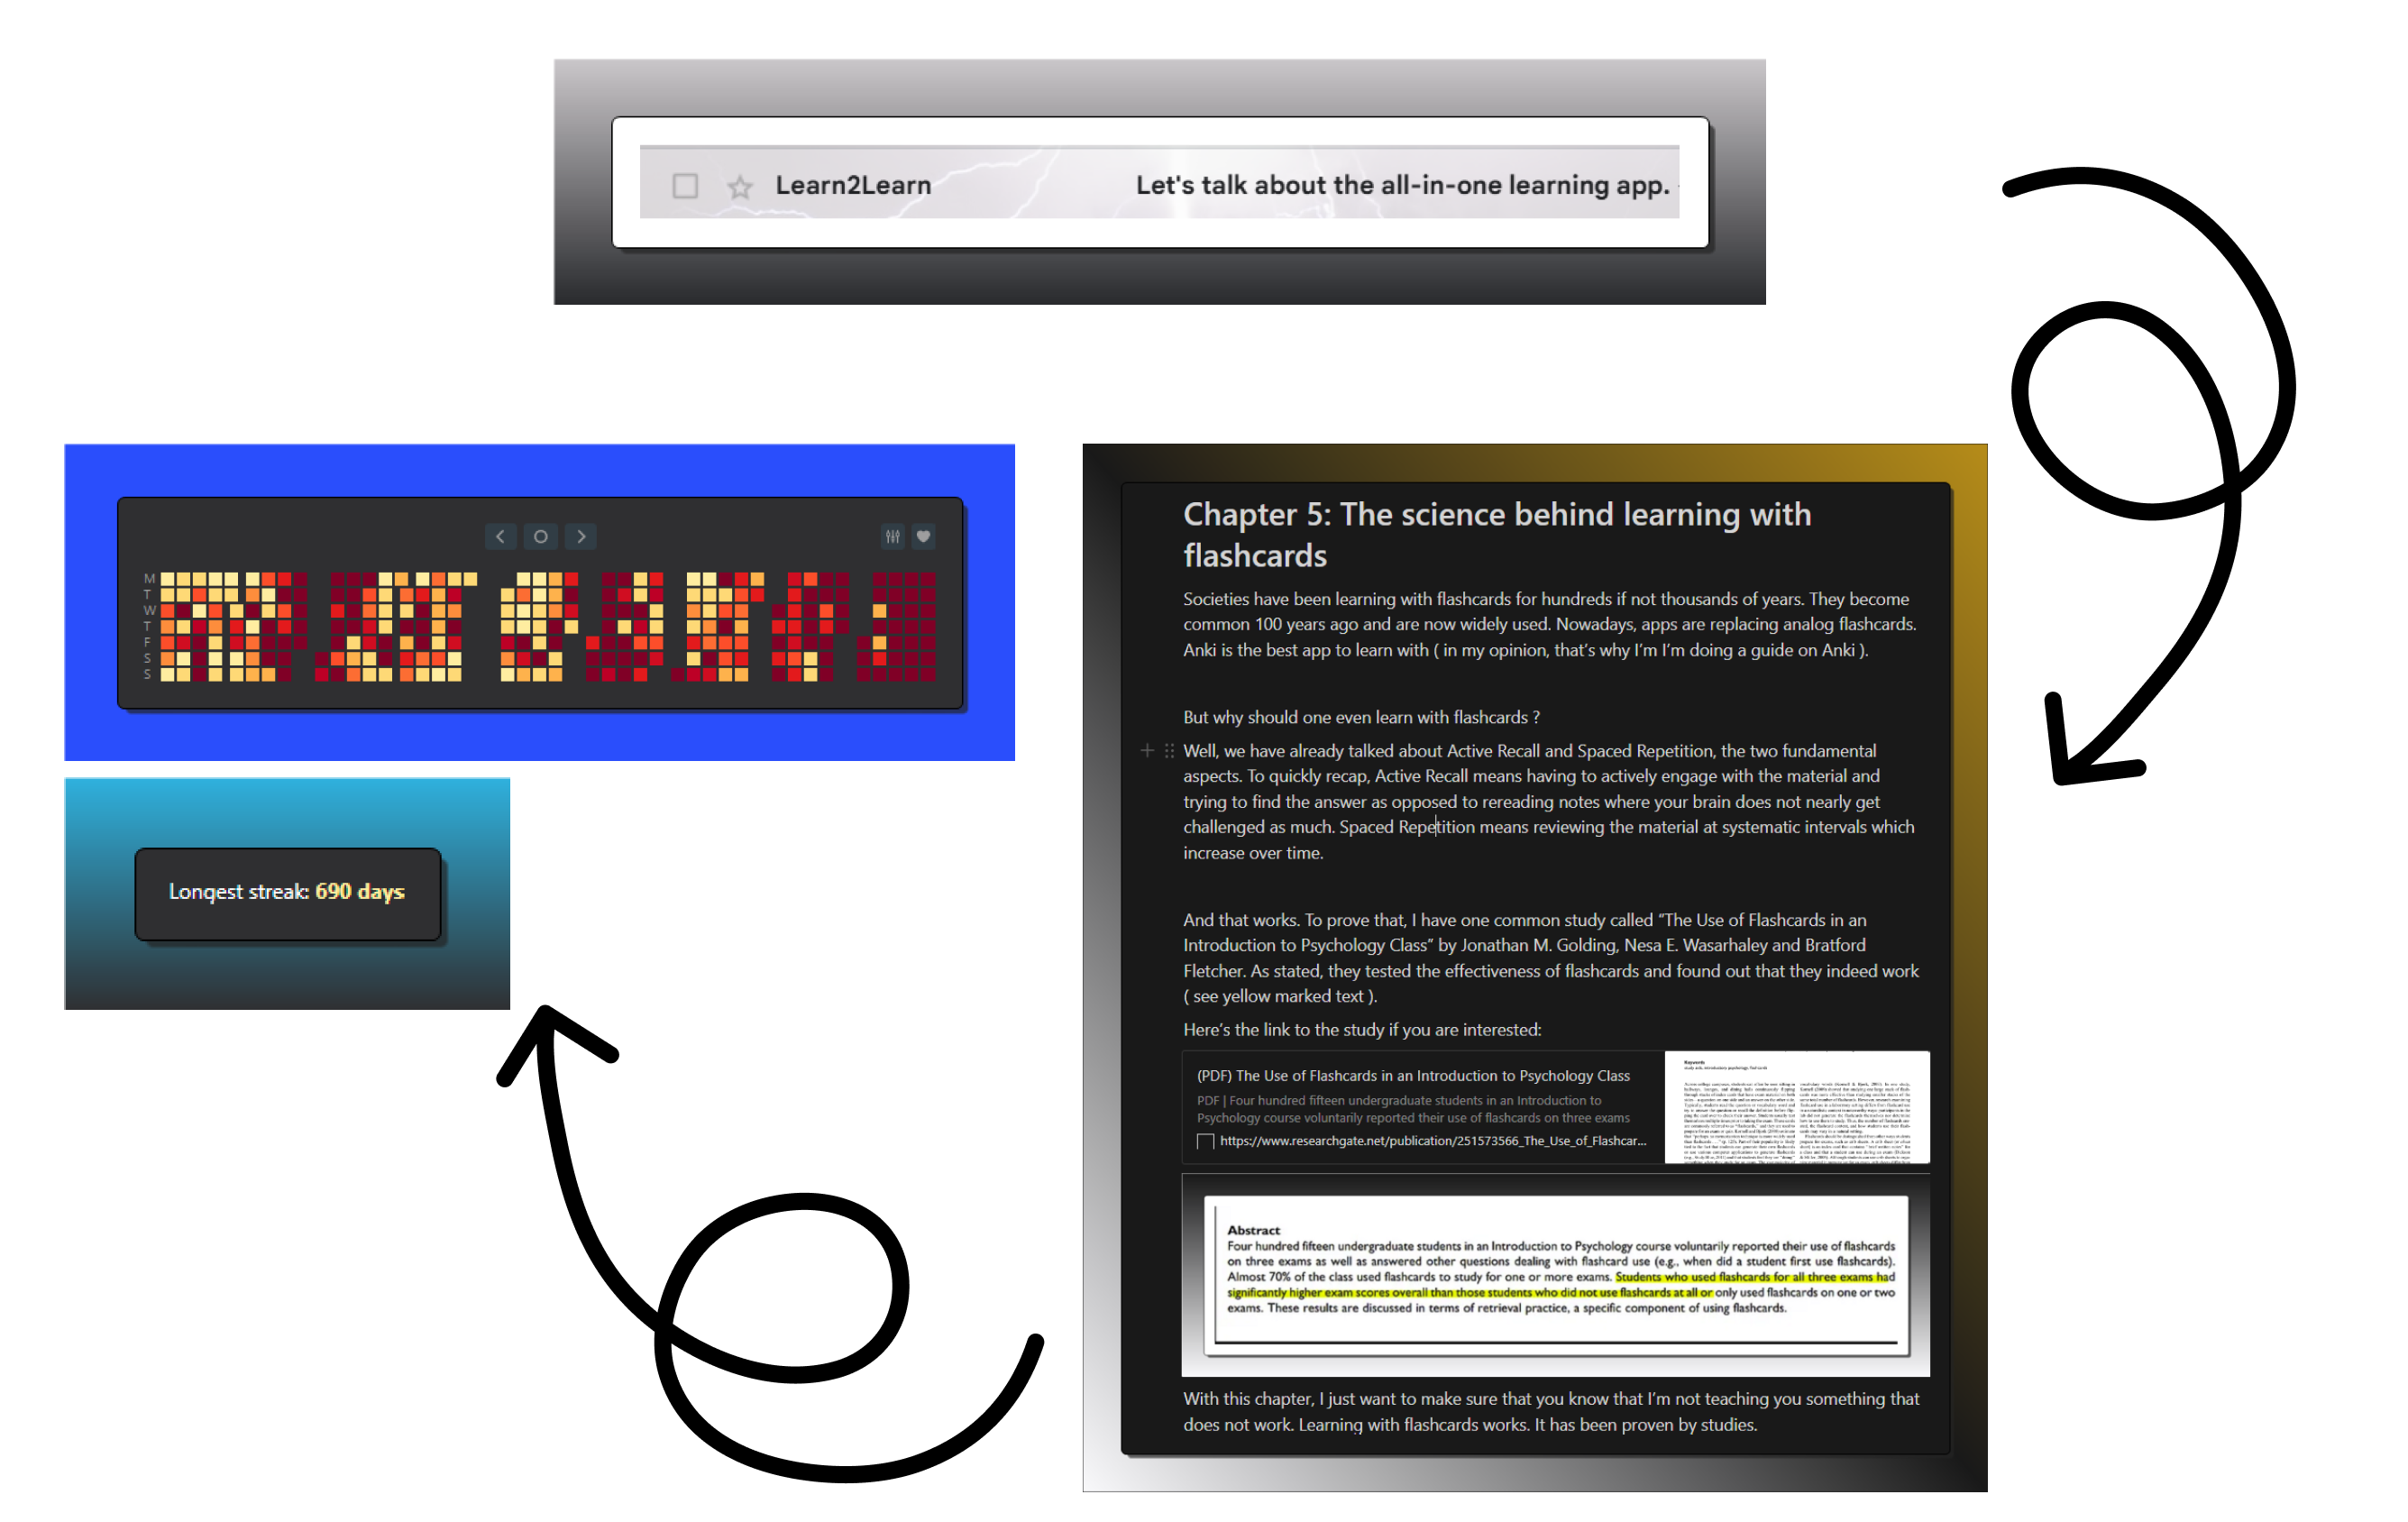 Learn2Learn Let's talk about the all-in-one learning app.
M
T
W
T
F
S
S
Longest streak: 690 days
Chapter 5: The science behind learning with
flashcards
Societies have been learning with flashcards for hundreds if not thousands of years. They become
common 100 years ago and are now widely used. Nowadays, apps are replacing analog flashcards.
Anki is the best app to learn with ( in my opinion, that's why I'm I'm doing a guide on Anki ).
But why should one even learn with flashcards ?
Well, we have already talked about Active Recall and Spaced Repetition, the two fundamental
aspects. To quickly recap, Active Recall means having to actively engage with the material and
trying to find the answer as opposed to rereading notes where your brain does not nearly get
challenged as much. Spaced Repetition means reviewing the material at systematic intervals which
increase over time.
And that works. To prove that, I have one common study called "The Use of Flashcards in an
Introduction to Psychology Class" by Jonathan M. Golding, Nesa E. Wasarhaley and Bratford
Fletcher. As stated, they tested the effectiveness of flashcards and found out that they indeed work
( see yellow marked text ).
Here's the link to the study if you are interested:
(PDF) The Use of Flashcards in an Introduction to Psychology Class
PDF | Four hundred fifteen undergraduate students in an Introduction to
Psychology course voluntarily reported their use of flashcards on three exams
https://www.researchgate.net/publication/251573566_The_Use_of_Flashcar...
Keywords
Abstract
Four hundred fifteen undergraduate students in an Introduction to Psychology course voluntarily reported their use of flashcards
on three exams as well as answered other questions dealing with flashcard use (e.g., when did a student first use flashcards).
Almost 70% of the class used flashcards to study for one or more exams. Students who used flashcards for all three exams had
significantly higher exam scores overall than those students who did not use flashcards at all or only used flashcards on one or two
exams. These results are discussed in terms of retrieval practice, a specific component of using flashcards.
With this chapter, I just want to make sure that you know that I'm not teaching you something that
does not work. Learning with flashcards works. It has been proven by studies.